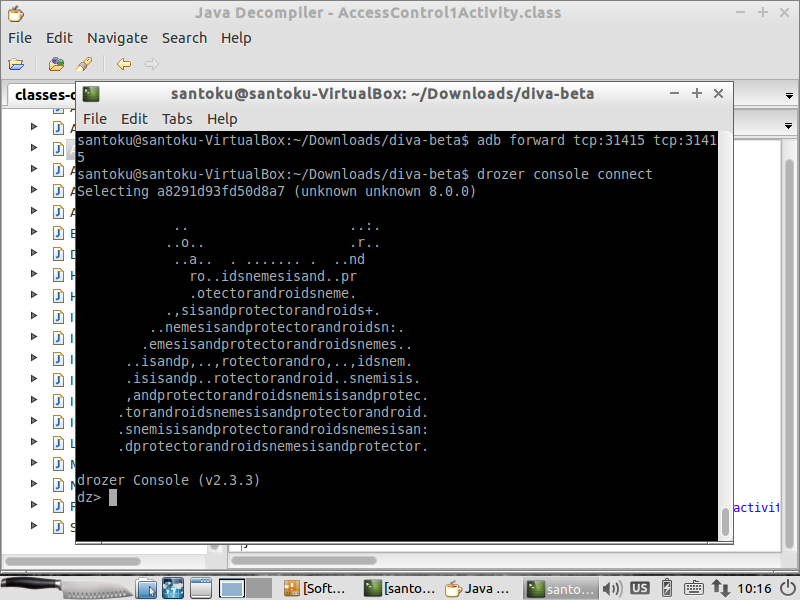 Java Decompiler - AccessControl1Activity.class
File Edit Navigate Search Help
classes-
santoku@santoku-VirtualBox: ~/Downloads/diva-beta
File Edit Tabs Help
santoku@santoku-VirtualBox:~/Downloads/diva-beta$ adb forward tcp:31415 tcp:3141
5
santoku@santoku-VirtualBox:~/Downloads/diva-beta$ drozer console connect
Selecting a8291d93fd50d8a7 (unknown unknown 8.0.0)
.. ..:.
..o.. .r..
..a.. . ....... . ..nd
ro..idsnemesisand..pr
.otectorandroidsneme.
.,sisandprotectorandroids+.
..nemesisandprotectorandroidsn:.
.emesisandprotectorandroidsnemes..
..isandp,..,rotectorandro,..,idsnem.
.isisandp..rotectorandroid..snemisis.
,andprotectorandroidsnemisisandprotec.
.torandroidsnemesisandprotectorandroid.
.snemisisandprotectorandroidsnemesisan:
.dprotectorandroidsnemesisandprotector.
drozer Console (v2.3.3)
dz>
activit
[Soft... [santo... Java ... santo... US 10:16